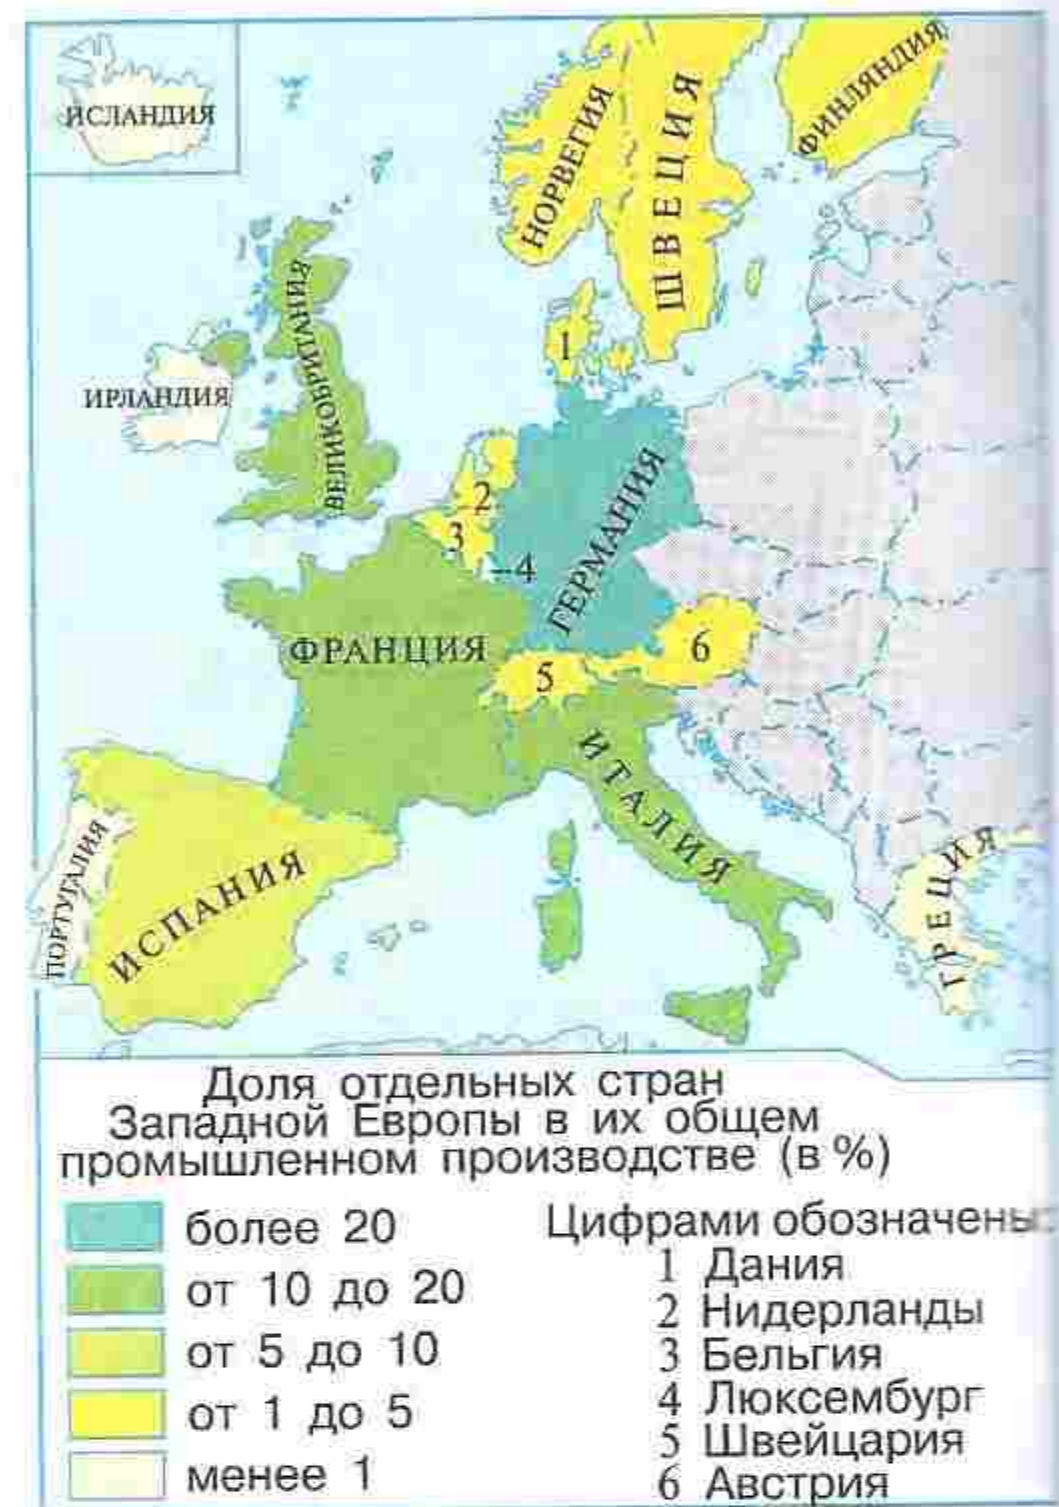 ИСЛАНДИЯ
НОРВЕГИЯ
ШВЕЦИЯ
ФИНЛЯНДИЯ
ВЕЛИКОБРИТАНИЯ
ИРЛАНДИЯ
1
2
3
4
ГЕРМАНИЯ
ФРАНЦИЯ
5
6
ИТАЛИЯ
ПОРТУГАЛИЯ
ИСПАНИЯ
ГРЕЦИЯ
Доля отдельных стран
Западной Европы в их общем
промышленном производстве (в %)
более 20
от 10 до 20
от 5 до 10
от 1 до 5
менее 1
Цифрами обозначены:
1 Дания
2 Нидерланды
3 Бельгия
4 Люксембург
5 Швейцария
6 Австрия